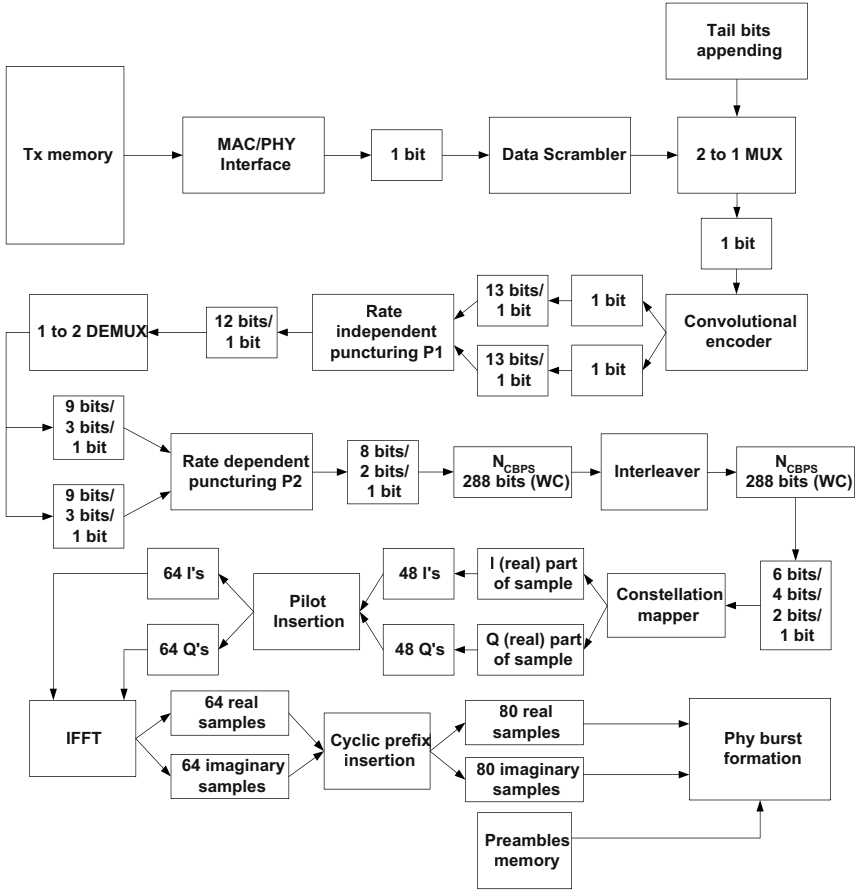 Tail bits
appending
Tx memory
MAC/PHY
Interface
1 bit
Data Scrambler
2 to 1 MUX
1 bit
1 to 2 DEMUX
12 bits/
1 bit
Rate
independent
puncturing P1
13 bits/
1 bit
1 bit
13 bits/
1 bit
1 bit
Convolutional
encoder
9 bits/
3 bits/
1 bit
9 bits/
3 bits/
1 bit
Rate dependent
puncturing P2
8 bits/
2 bits/
1 bit
NCBPS
288 bits (WC)
Interleaver
NCBPS
288 bits (WC)
64 I's
64 Q's
Pilot
Insertion
48 I's
48 Q's
I (real) part
of sample
Q (real) part
of sample
Constellation
mapper
6 bits/
4 bits/
2 bits/
1 bit
IFFT
64 real
samples
64 imaginary
samples
Cyclic prefix
insertion
80 real
samples
80 imaginary
samples
Phy burst
formation
Preambles
memory